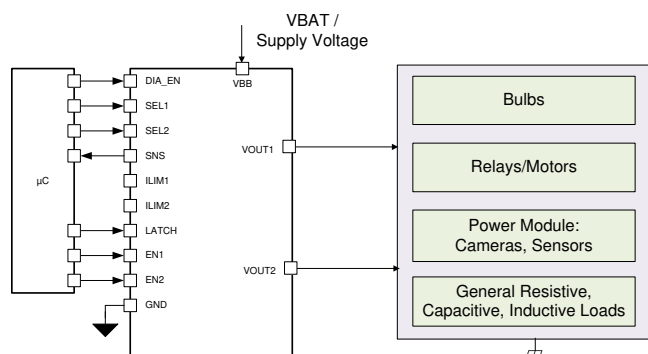 VBAT /
Supply Voltage
VBB
µC
DIA_EN
SEL1
SEL2
SNS
ILIM1
ILIM2
LATCH
EN1
EN2
GND
VOUT1
VOUT2
Bulbs
Relays/Motors
Power Module:
Cameras, Sensors
General Resistive,
Capacitive, Inductive Loads